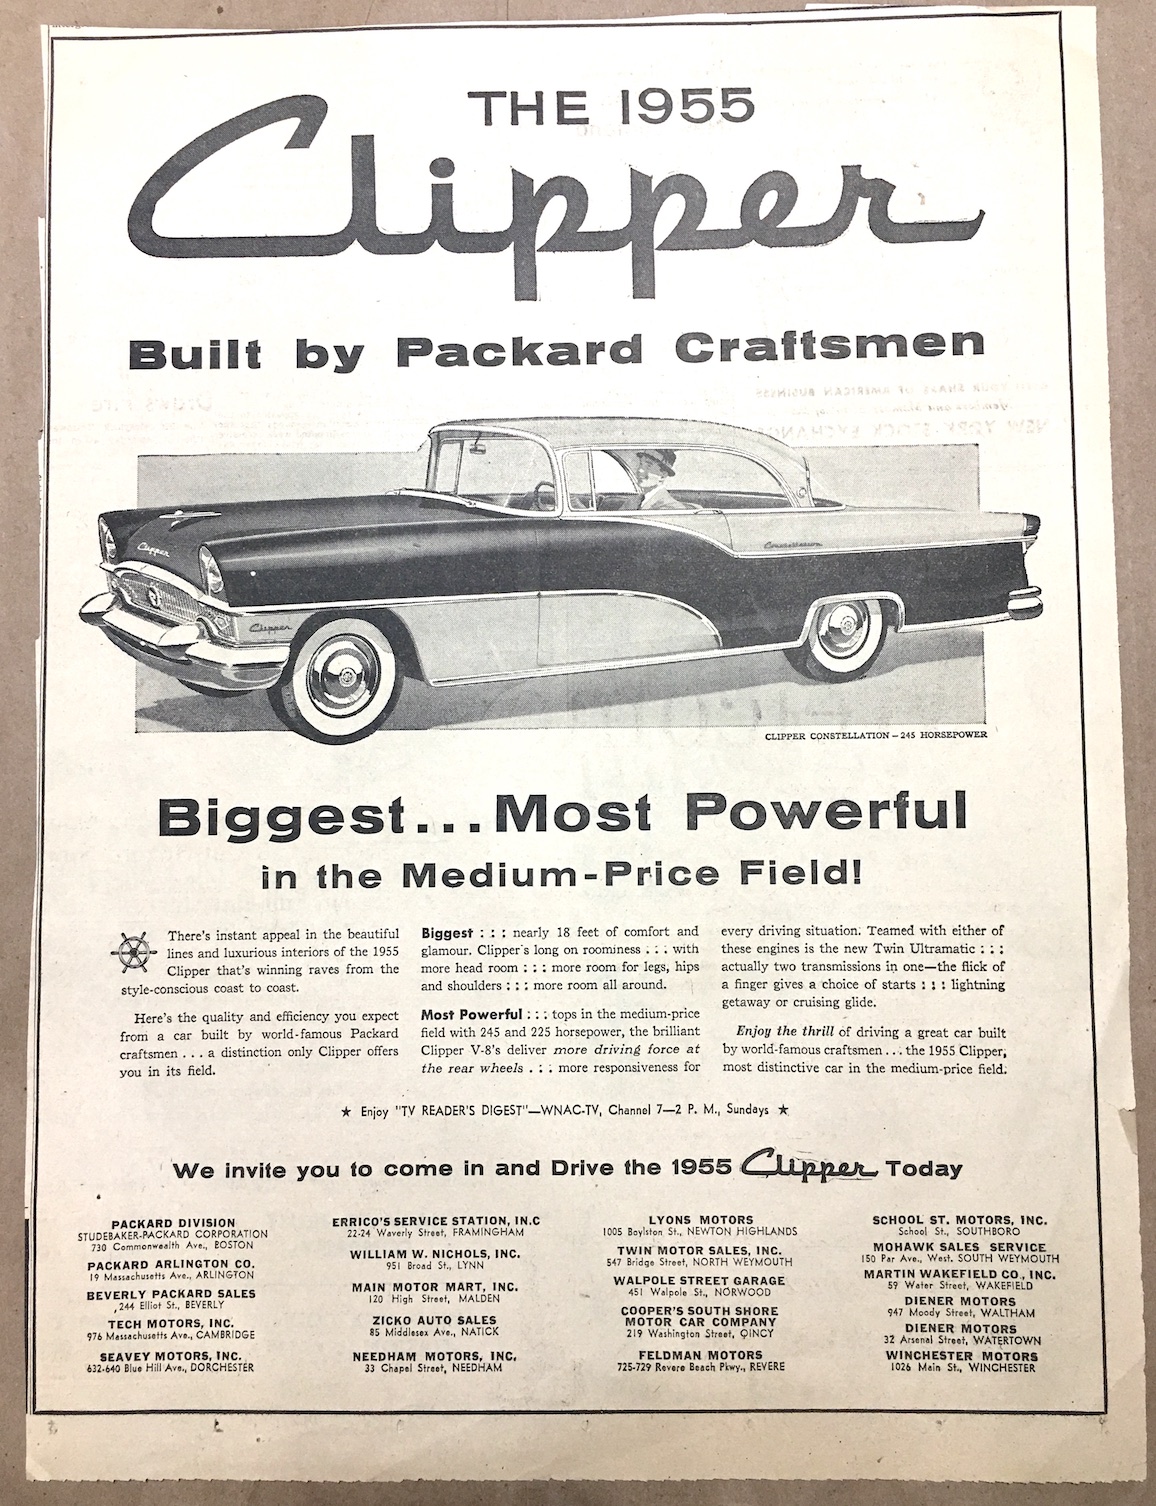 THE 1955
Clipper
Built by Packard Craftsmen
Clipper
Constellation
Clipper
CLIPPER CONSTELLATION – 245 HORSEPOWER
Biggest...Most Powerful
in the Medium-Price Field!
There's instant appeal in the beautiful
lines and luxurious interiors of the 1955
Clipper that's winning raves from the
style-conscious coast to coast.
Here's the quality and efficiency you expect
from a car built by world-famous Packard
craftsmen . . . a distinction only Clipper offers
you in its field.
Biggest : : : nearly 18 feet of comfort and
glamour. Clipper's long on roominess . . . with
more head room : : : more room for legs, hips
and shoulders : : : more room all around.
Most Powerful : : : tops in the medium-price
field with 245 and 225 horsepower, the brilliant
Clipper V-8's deliver more driving force at
the rear wheels . : . more responsiveness for
every driving situation. Teamed with either of
these engines is the new Twin Ultramatic : : :
actually two transmissions in one—the flick of
a finger gives a choice of starts : : : lightning
getaway or cruising glide.
Enjoy the thrill of driving a great car built
by world-famous craftsmen . . . the 1955 Clipper,
most distinctive car in the medium-price field.
★ Enjoy "TV READER'S DIGEST"—WNAC-TV, Channel 7—2 P. M., Sundays ★
We invite you to come in and Drive the 1955 Clipper Today
PACKARD DIVISION
STUDEBAKER-PACKARD CORPORATION
730 Commonwealth Ave., BOSTON
PACKARD ARLINGTON CO.
19 Massachusetts Ave., ARLINGTON
BEVERLY PACKARD SALES
244 Elliot St., BEVERLY
TECH MOTORS, INC.
976 Massachusetts Ave., CAMBRIDGE
SEAVEY MOTORS, INC.
632-640 Blue Hill Ave., DORCHESTER
ERRICO'S SERVICE STATION, IN.C
22-24 Waverly Street, FRAMINGHAM
WILLIAM W. NICHOLS, INC.
951 Broad St., LYNN
MAIN MOTOR MART, INC.
120 High Street, MALDEN
ZICKO AUTO SALES
85 Middlesex Ave., NATICK
NEEDHAM MOTORS, INC.
33 Chapel Street, NEEDHAM
LYONS MOTORS
1005 Boylston St., NEWTON HIGHLANDS
TWIN MOTOR SALES, INC.
547 Bridge Street, NORTH WEYMOUTH
WALPOLE STREET GARAGE
451 Walpole St., NORWOOD
COOPER'S SOUTH SHORE
MOTOR CAR COMPANY
219 Washington Street, QINCY
FELDMAN MOTORS
725-729 Revere Beach Pkwy., REVERE
SCHOOL ST. MOTORS, INC.
School St., SOUTHBORO
MOHAWK SALES SERVICE
150 Par Ave., West. SOUTH WEYMOUTH
MARTIN WAKEFIELD CO., INC.
59 Water Street, WAKEFIELD
DIENER MOTORS
947 Moody Street, WALTHAM
DIENER MOTORS
32 Arsenal Street, WATERTOWN
WINCHESTER MOTORS
1026 Main St., WINCHESTER